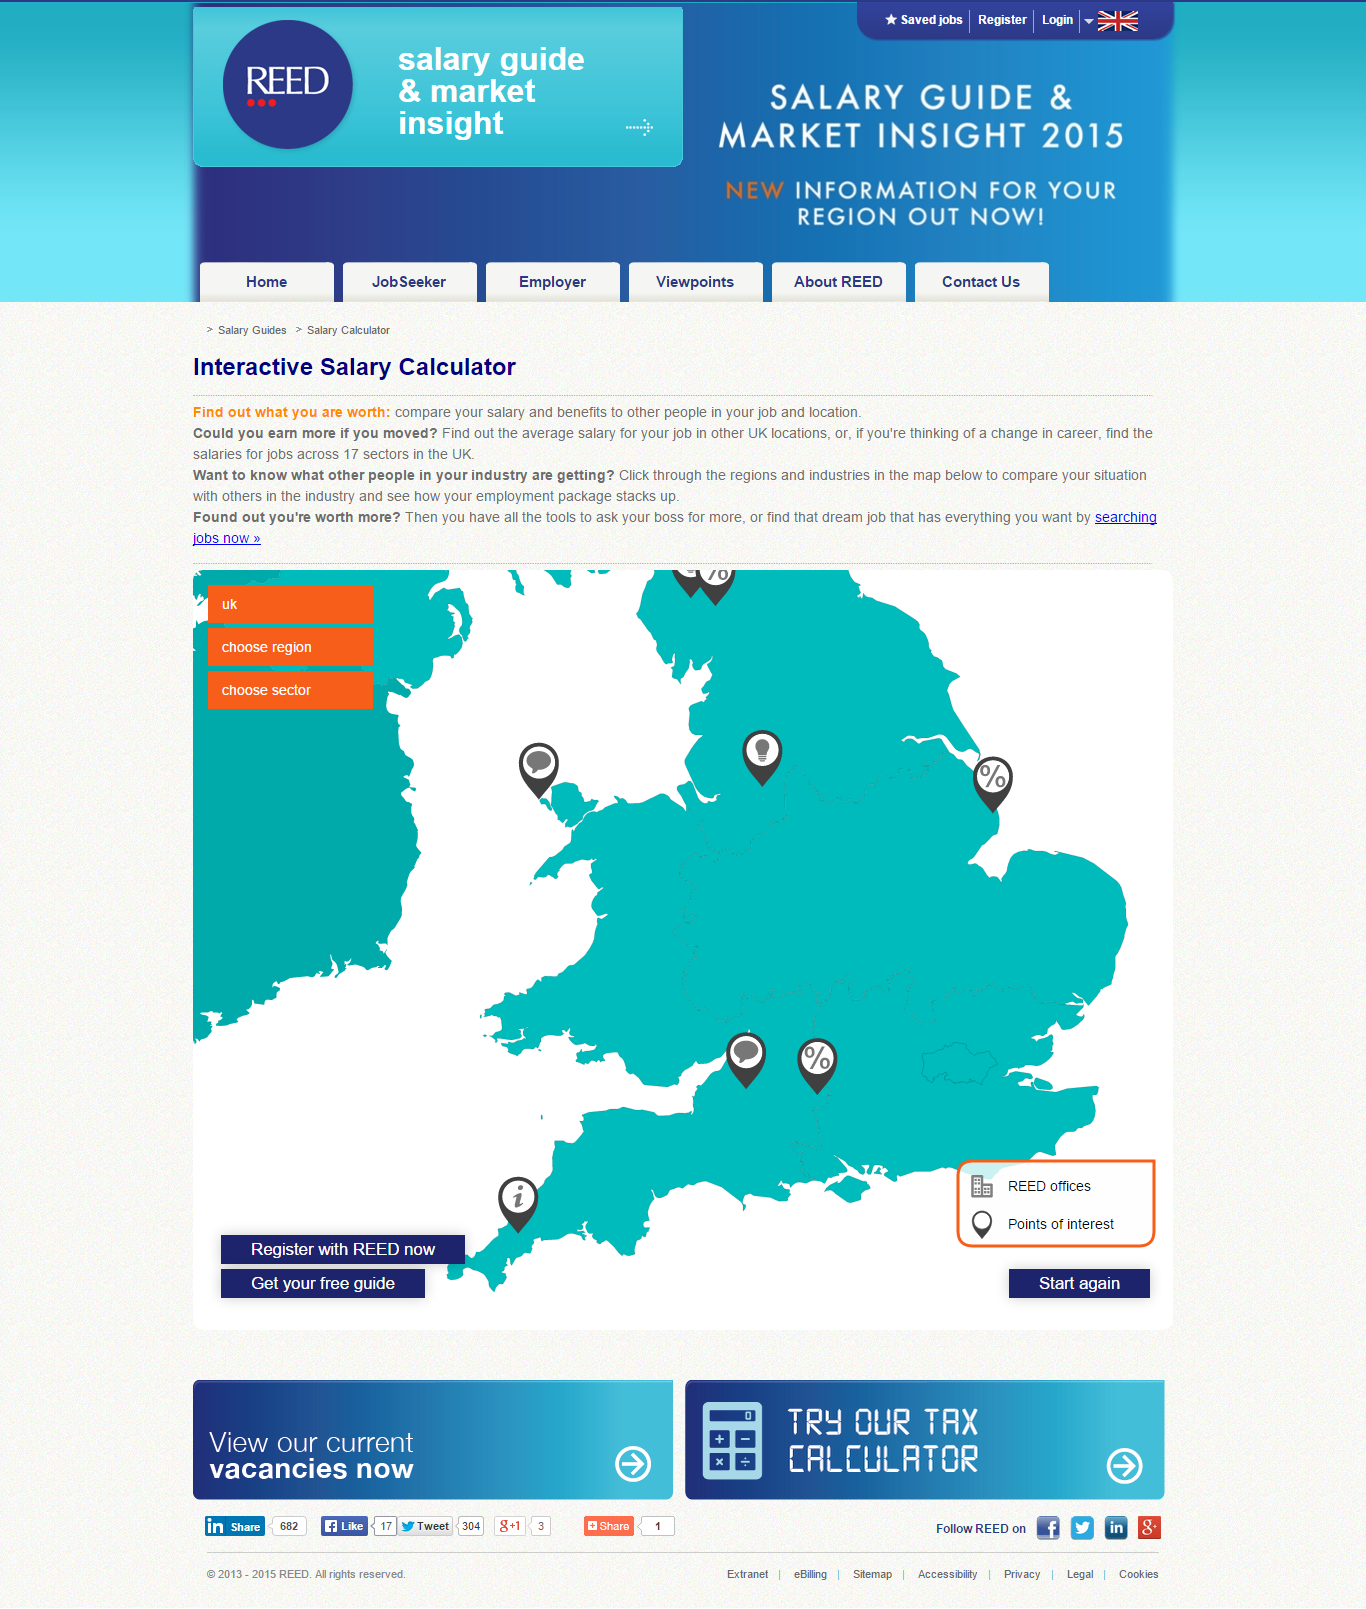 Saved jobs Register Login
REED
salary guide
& market
insight
SALARY GUIDE &
MARKET INSIGHT 2015
NEW INFORMATION FOR YOUR
REGION OUT NOW!
Home JobSeeker Employer Viewpoints About REED Contact Us
> Salary Guides > Salary Calculator
Interactive Salary Calculator
Find out what you are worth: compare your salary and benefits to other people in your job and location.
Could you earn more if you moved? Find out the average salary for your job in other UK locations, or, if you're thinking of a change in career, find the
salaries for jobs across 17 sectors in the UK.
Want to know what other people in your industry are getting? Click through the regions and industries in the map below to compare your situation
with others in the industry and see how your employment package stacks up.
Found out you're worth more? Then you have all the tools to ask your boss for more, or find that dream job that has everything you want by searching
jobs now »
%
uk
choose region
choose sector
%
%
i
REED offices
Points of interest
Register with REED now
Get your free guide
Start again
View our current
vacancies now
0
+ −
× ÷
TRY OUR TAX
CALCULATOR
in Share 682 Like 17 Tweet 304 g+1 3 Share 1
Follow REED on f in g+
© 2013 - 2015 REED. All rights reserved.
Extranet | eBilling | Sitemap | Accessibility | Privacy | Legal | Cookies